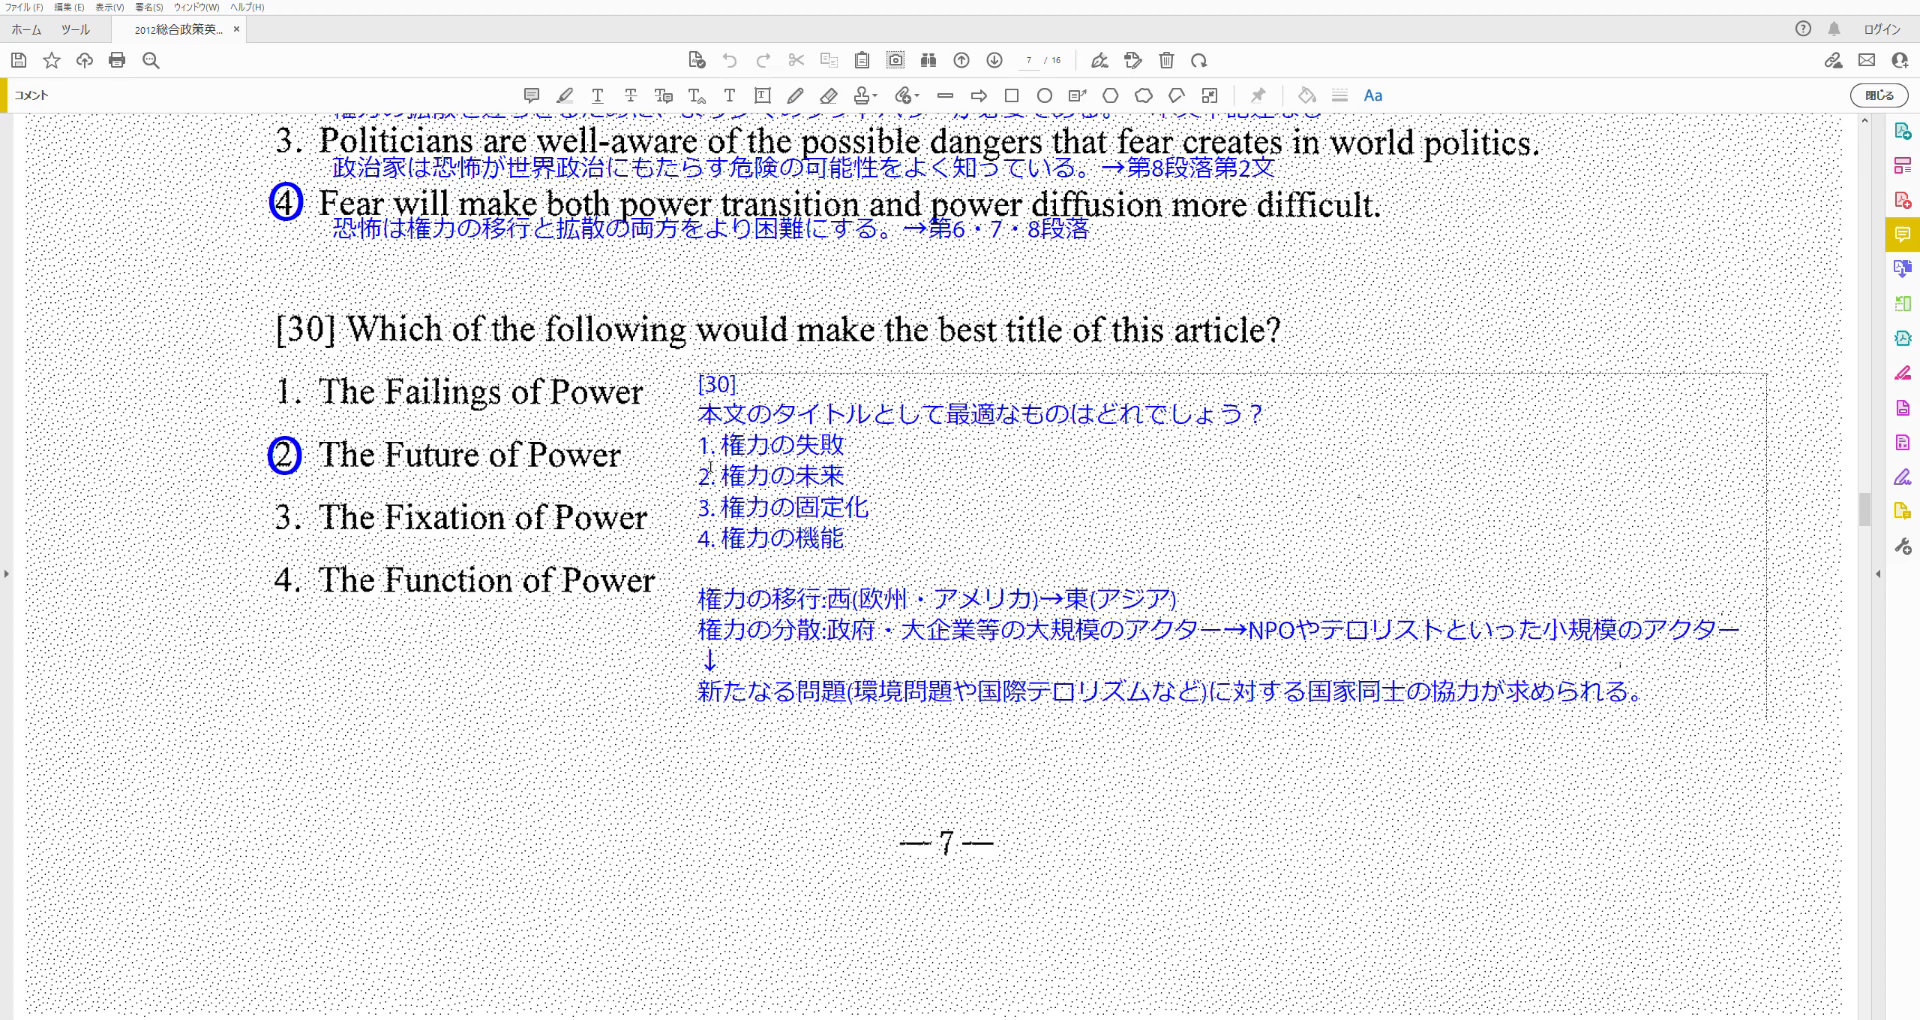 ファイル(F) 編集(E) 表示(V) 署名(S) ウィンドウ(W) ヘルプ(H)
ホーム ツール 2012総合政策英... × ログイン
7 / 16
コメント Aa 閉じる
3. Politicians are well-aware of the possible dangers that fear creates in world politics.
政治家は恐怖が世界政治にもたらす危険の可能性をよく知っている。→第8段落第2文
4. Fear will make both power transition and power diffusion more difficult.
恐怖は権力の移行と拡散の両方をより困難にする。→第6・7・8段落
[30] Which of the following would make the best title of this article?
1. The Failings of Power
2. The Future of Power
3. The Fixation of Power
4. The Function of Power
[30]
本文のタイトルとして最適なものはどれでしょう？
1. 権力の失敗
2. 権力の未来
3. 権力の固定化
4. 権力の機能
権力の移行:西(欧州・アメリカ)→東(アジア)
権力の分散:政府・大企業等の大規模のアクター→NPOやテロリストといった小規模のアクター
↓
新たなる問題(環境問題や国際テロリズムなど)に対する国家同士の協力が求められる。
— 7 —